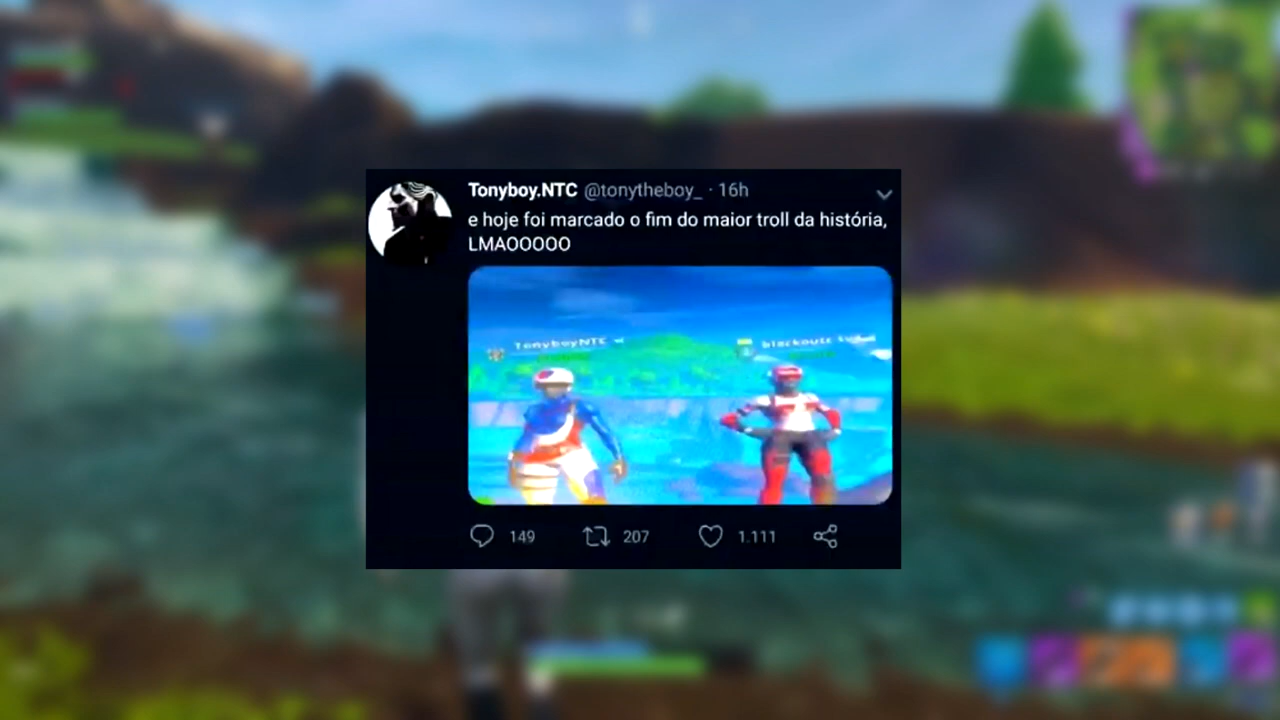 Tonyboy.NTC @tonytheboy_ · 16h
e hoje foi marcado o fim do maior troll da história,
LMAOOOOO
TonyboyNTC
149 207 1.111